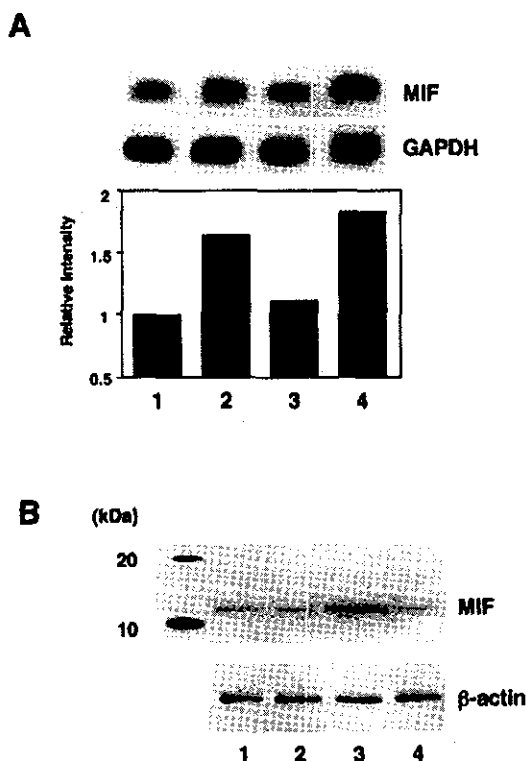 A
MIF
GAPDH
2
1.5
1
0.5
Relative Intensity
1 2 3 4
B (kDa)
20
MIF
10
β-actin
1 2 3 4